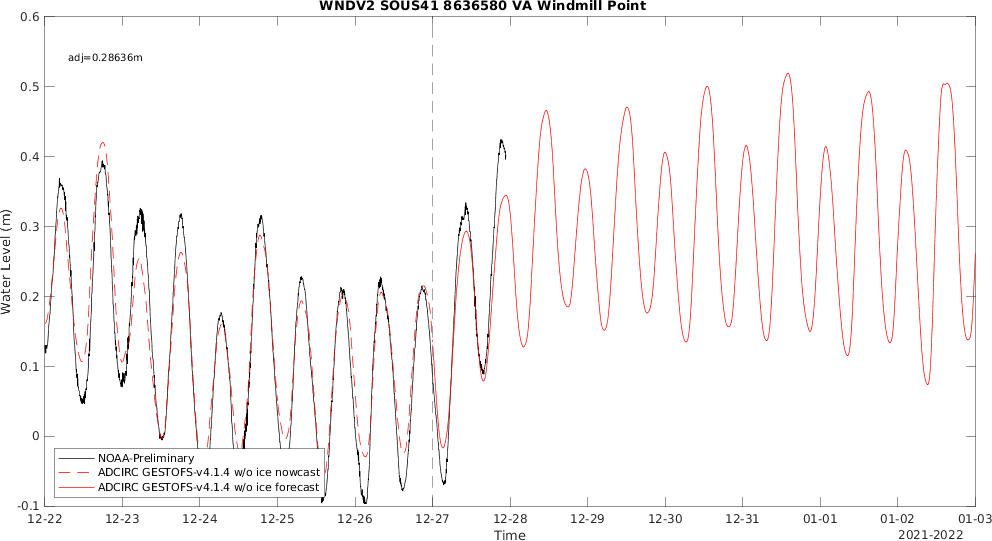 WNDV2 SOUS41 8636580 VA Windmill Point
0.6
adj=0.28636m
0.5
0.4
0.3
0.2
0.1
0
-0.1
Water Level (m)
NOAA-Preliminary
ADCIRC GESTOFS-v4.1.4 w/o ice nowcast
ADCIRC GESTOFS-v4.1.4 w/o ice forecast
12-22 12-23 12-24 12-25 12-26 12-27 12-28 12-29 12-30 12-31 01-01 01-02 01-03
Time
2021-2022